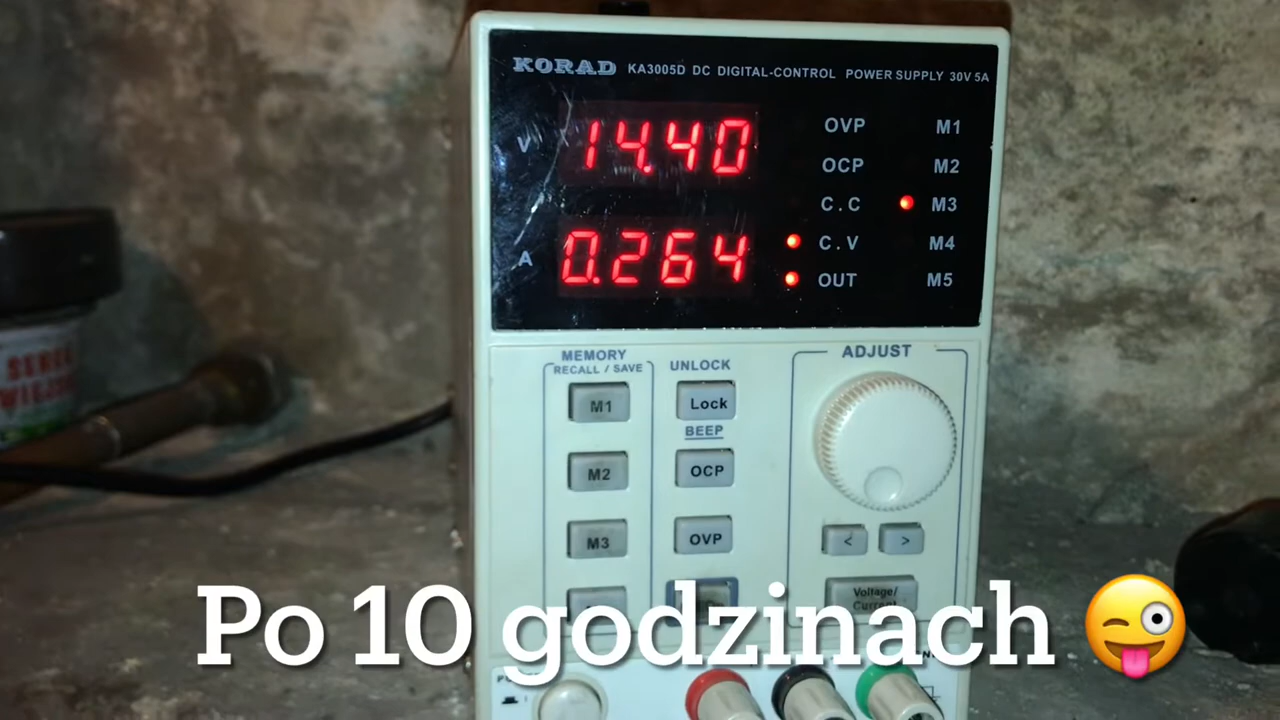 KORAD KA3005D DC DIGITAL-CONTROL POWER SUPPLY 30V 5A
V 14.40
A 0.264
OVP M1
OCP M2
C.C M3
C.V M4
OUT M5
MEMORY
RECALL / SAVE
UNLOCK
ADJUST
M1 Lock
BEEP
M2 OCP
M3 OVP < >
Voltage/
Current
Po 10 godzinach 😜